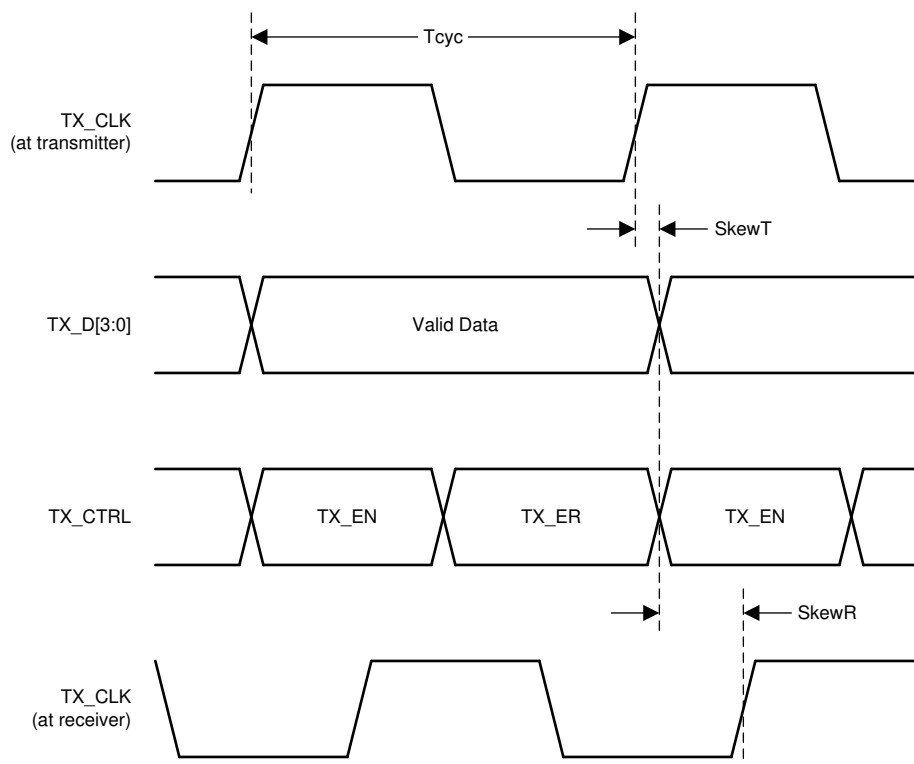 Tcyc
TX_CLK
(at transmitter)
SkewT
TX_D[3:0]
Valid Data
TX_CTRL
TX_EN
TX_ER
TX_EN
SkewR
TX_CLK
(at receiver)